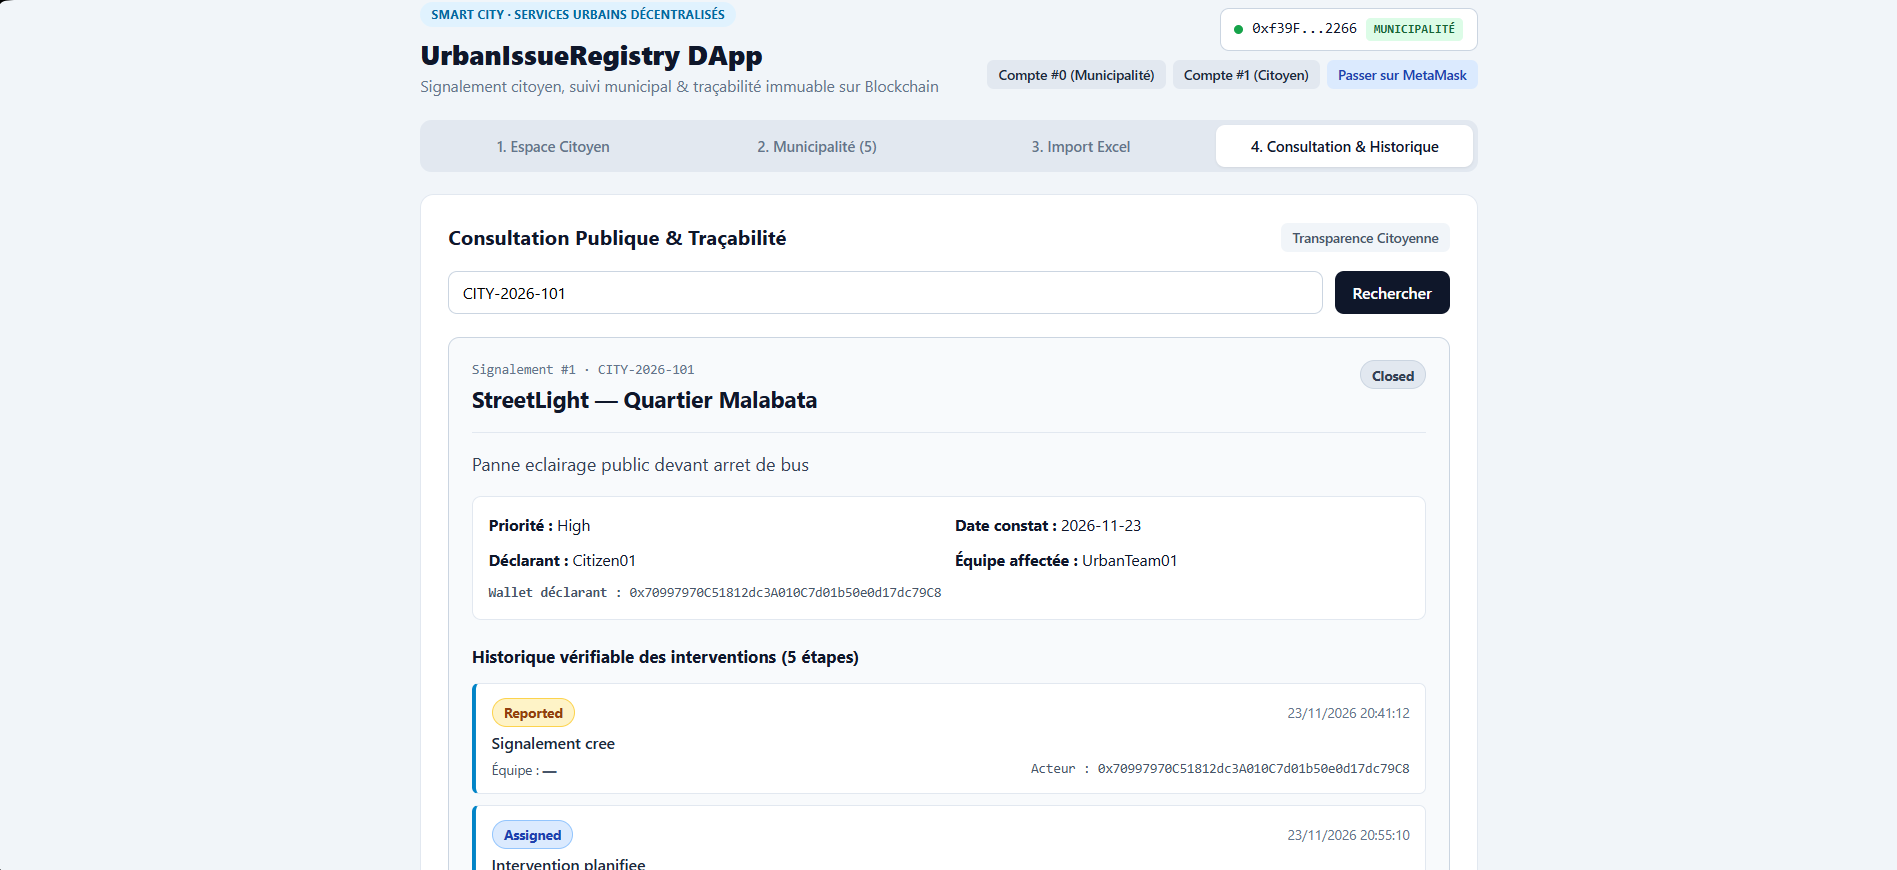 SMART CITY · SERVICES URBAINS DÉCENTRALISÉS
UrbanIssueRegistry DApp
Signalement citoyen, suivi municipal & traçabilité immuable sur Blockchain
0xf39F...2266 MUNICIPALITÉ
Compte #0 (Municipalité) Compte #1 (Citoyen) Passer sur MetaMask
1. Espace Citoyen 2. Municipalité (5) 3. Import Excel 4. Consultation & Historique
Consultation Publique & Traçabilité Transparence Citoyenne
CITY-2026-101 Rechercher
Signalement #1 · CITY-2026-101
Closed
StreetLight — Quartier Malabata
Panne eclairage public devant arret de bus
Priorité : High Date constat : 2026-11-23
Déclarant : Citizen01 Équipe affectée : UrbanTeam01
Wallet déclarant : 0x70997970C51812dc3A010C7d01b50e0d17dc79C8
Historique vérifiable des interventions (5 étapes)
Reported 23/11/2026 20:41:12
Signalement cree
Équipe : — Acteur : 0x70997970C51812dc3A010C7d01b50e0d17dc79C8
Assigned 23/11/2026 20:55:10
Intervention planifiee